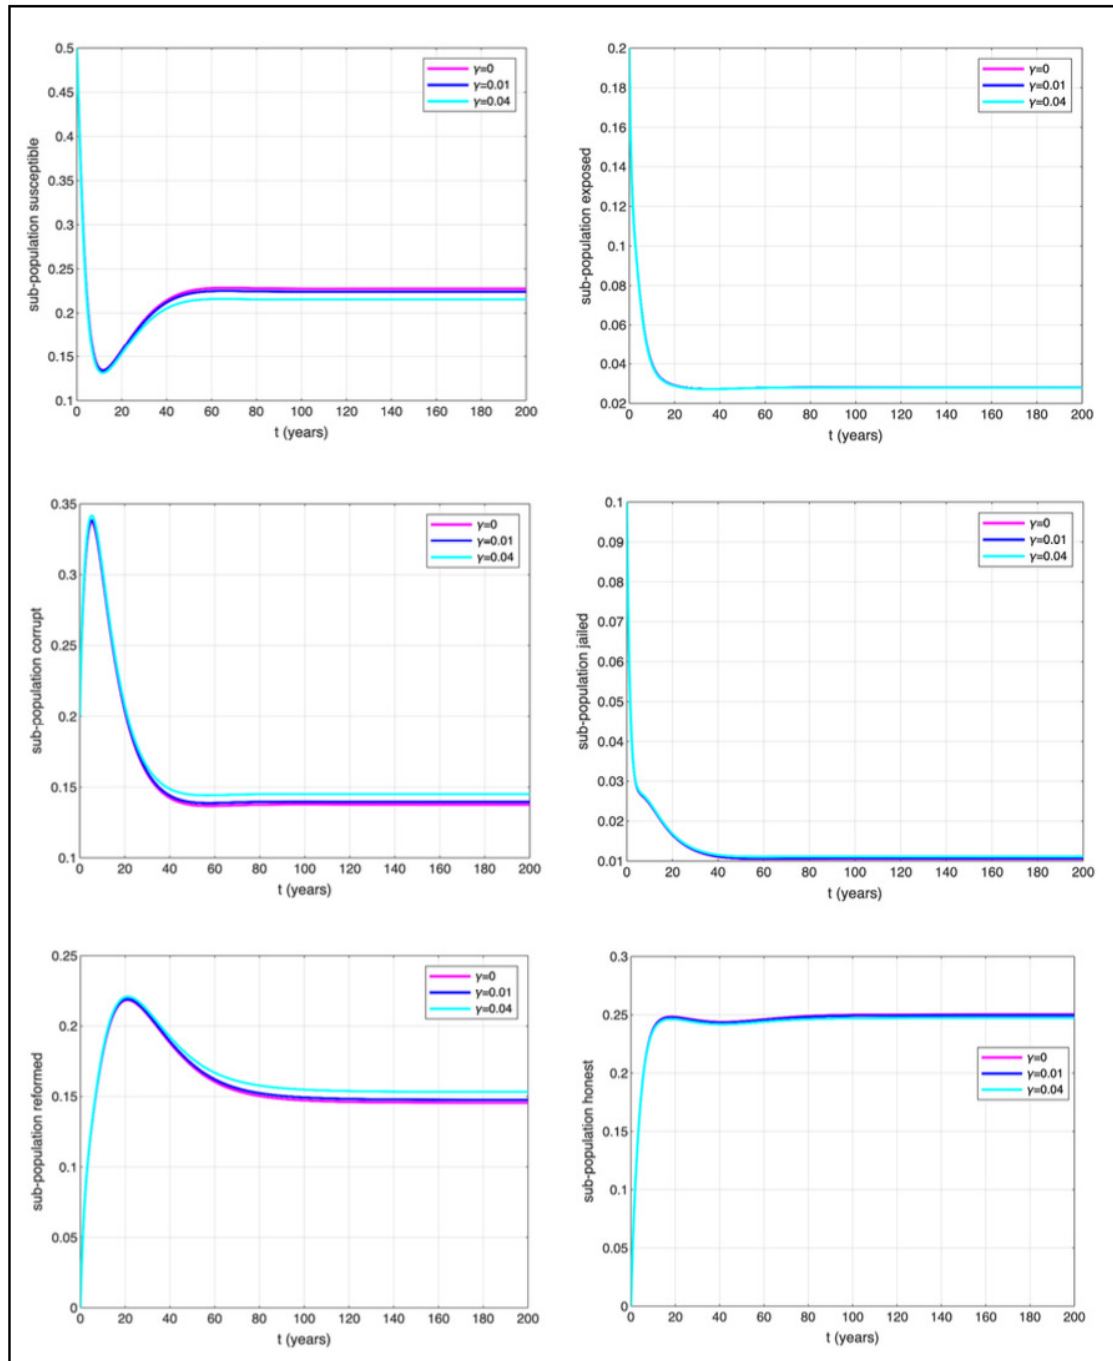 0.5
0.45
0.4
0.35
0.3
0.25
0.2
0.15
0.1
sub-population susceptible
γ=0
γ=0.01
γ=0.04
0 20 40 60 80 100 120 140 160 180 200
t (years)
0.2
0.18
0.16
0.14
0.12
0.1
0.08
0.06
0.04
0.02
sub-population exposed
γ=0
γ=0.01
γ=0.04
0 20 40 60 80 100 120 140 160 180 200
t (years)
0.35
0.3
0.25
0.2
0.15
0.1
sub-population corrupt
γ=0
γ=0.01
γ=0.04
0 20 40 60 80 100 120 140 160 180 200
t (years)
0.1
0.09
0.08
0.07
0.06
0.05
0.04
0.03
0.02
0.01
sub-population jailed
γ=0
γ=0.01
γ=0.04
0 20 40 60 80 100 120 140 160 180 200
t (years)
0.25
0.2
0.15
0.1
0.05
0
sub-population reformed
γ=0
γ=0.01
γ=0.04
0 20 40 60 80 100 120 140 160 180 200
t (years)
0.3
0.25
0.2
0.15
0.1
0.05
0
sub-population honest
γ=0
γ=0.01
γ=0.04
0 20 40 60 80 100 120 140 160 180 200
t (years)